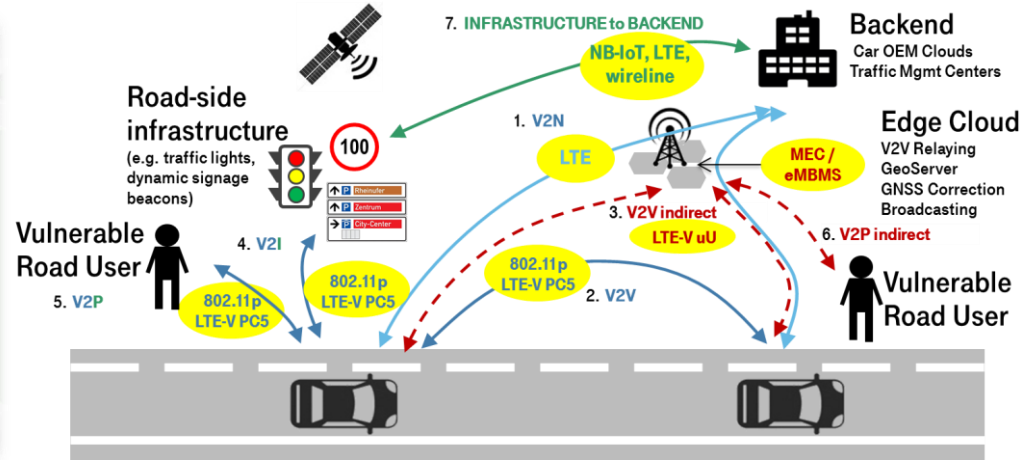 7. INFRASTRUCTURE to BACKEND
NB-IoT, LTE,
wireline
Backend
Car OEM Clouds
Traffic Mgmt Centers
Road-side
infrastructure
(e.g. traffic lights,
dynamic signage
beacons)
100
P Rheinufer
P Zentrum
P City-Center
1. V2N
LTE
MEC /
eMBMS
Edge Cloud
V2V Relaying
GeoServer
GNSS Correction
Broadcasting
3. V2V indirect
LTE-V uU
6. V2P indirect
Vulnerable
Road User
4. V2I
5. V2P
802.11p
LTE-V PC5
802.11p
LTE-V PC5
802.11p
LTE-V PC5
2. V2V
Vulnerable
Road User